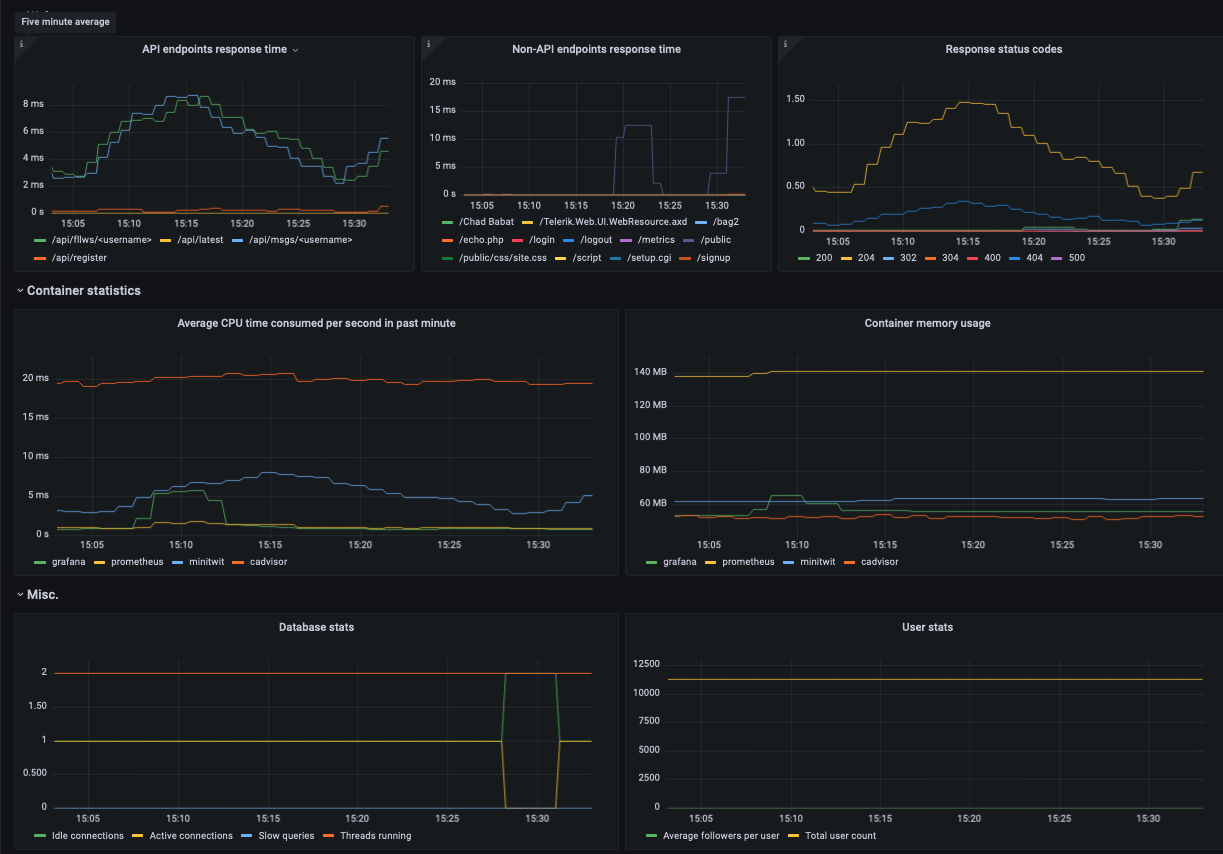 Five minute average
i
API endpoints response time
8 ms
6 ms
4 ms
2 ms
0 s
15:05 15:10 15:15 15:20 15:25 15:30
/api/fllws/<username> /api/latest /api/msgs/<username>
/api/register
i
Non-API endpoints response time
20 ms
15 ms
10 ms
5 ms
0 s
15:05 15:10 15:15 15:20 15:25 15:30
/Chad Babat /Telerik.Web.UI.WebResource.axd /bag2
/echo.php /login /logout /metrics /public
/public/css/site.css /script /setup.cgi /signup
i
Response status codes
1.50
1.00
0.50
0
15:05 15:10 15:15 15:20 15:25 15:30
200 204 302 304 400 404 500
Container statistics
Average CPU time consumed per second in past minute
20 ms
15 ms
10 ms
5 ms
0 s
15:05 15:10 15:15 15:20 15:25 15:30
grafana prometheus minitwit cadvisor
Container memory usage
140 MB
120 MB
100 MB
80 MB
60 MB
15:05 15:10 15:15 15:20 15:25 15:30
grafana prometheus minitwit cadvisor
Misc.
Database stats
2
1.50
1
0.500
0
15:05 15:10 15:15 15:20 15:25 15:30
Idle connections Active connections Slow queries Threads running
User stats
12500
10000
7500
5000
2500
0
15:05 15:10 15:15 15:20 15:25 15:30
Average followers per user Total user count